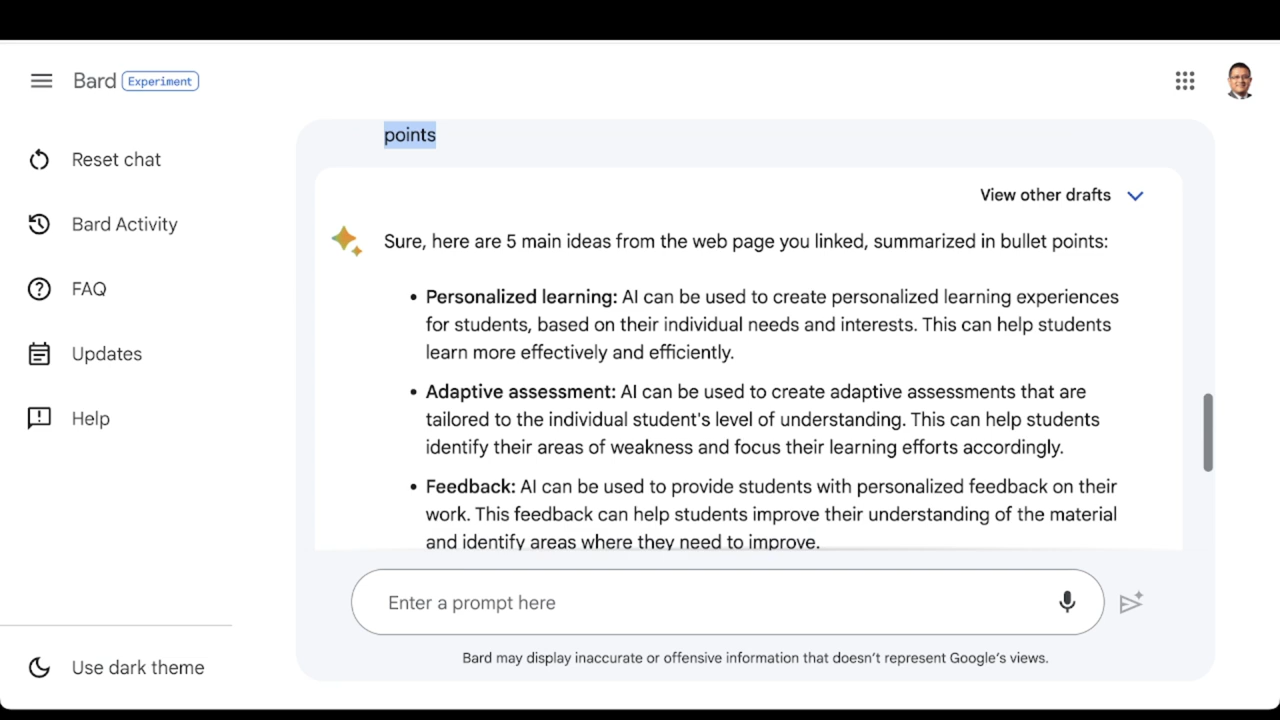 Bard Experiment
Reset chat
Bard Activity
FAQ
Updates
Help
Use dark theme
points
View other drafts
Sure, here are 5 main ideas from the web page you linked, summarized in bullet points:
• Personalized learning: AI can be used to create personalized learning experiences
for students, based on their individual needs and interests. This can help students
learn more effectively and efficiently.
• Adaptive assessment: AI can be used to create adaptive assessments that are
tailored to the individual student's level of understanding. This can help students
identify their areas of weakness and focus their learning efforts accordingly.
• Feedback: AI can be used to provide students with personalized feedback on their
work. This feedback can help students improve their understanding of the material
and identify areas where they need to improve.
Enter a prompt here
Bard may display inaccurate or offensive information that doesn't represent Google's views.